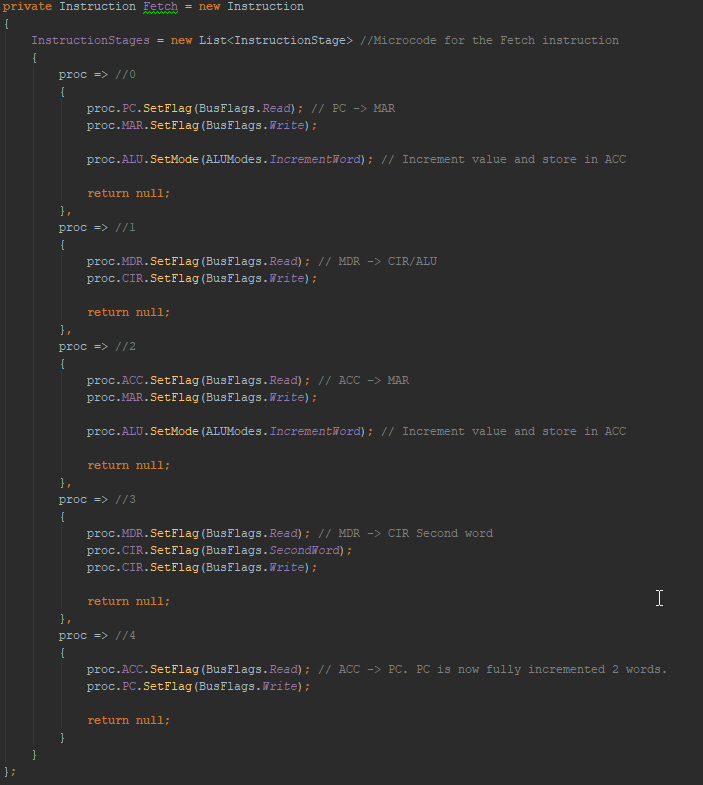 private Instruction Fetch = new Instruction
{
    InstructionStages = new List<InstructionStage> //Microcode for the Fetch instruction
    {
        proc => //0
        {
            proc.PC.SetFlag(BusFlags.Read); // PC -> MAR
            proc.MAR.SetFlag(BusFlags.Write);

            proc.ALU.SetMode(ALUModes.IncrementWord); // Increment value and store in ACC

            return null;
        },
        proc => //1
        {
            proc.MDR.SetFlag(BusFlags.Read); // MDR -> CIR/ALU
            proc.CIR.SetFlag(BusFlags.Write);

            return null;
        },
        proc => //2
        {
            proc.ACC.SetFlag(BusFlags.Read); // ACC -> MAR
            proc.MAR.SetFlag(BusFlags.Write);

            proc.ALU.SetMode(ALUModes.IncrementWord); // Increment value and store in ACC

            return null;
        },
        proc => //3
        {
            proc.MDR.SetFlag(BusFlags.Read); // MDR -> CIR Second word
            proc.CIR.SetFlag(BusFlags.SecondWord);
            proc.CIR.SetFlag(BusFlags.Write);

            return null;
        },
        proc => //4
        {
            proc.ACC.SetFlag(BusFlags.Read); // ACC -> PC. PC is now fully incremented 2 words.
            proc.PC.SetFlag(BusFlags.Write);

            return null;
        }
    }
};